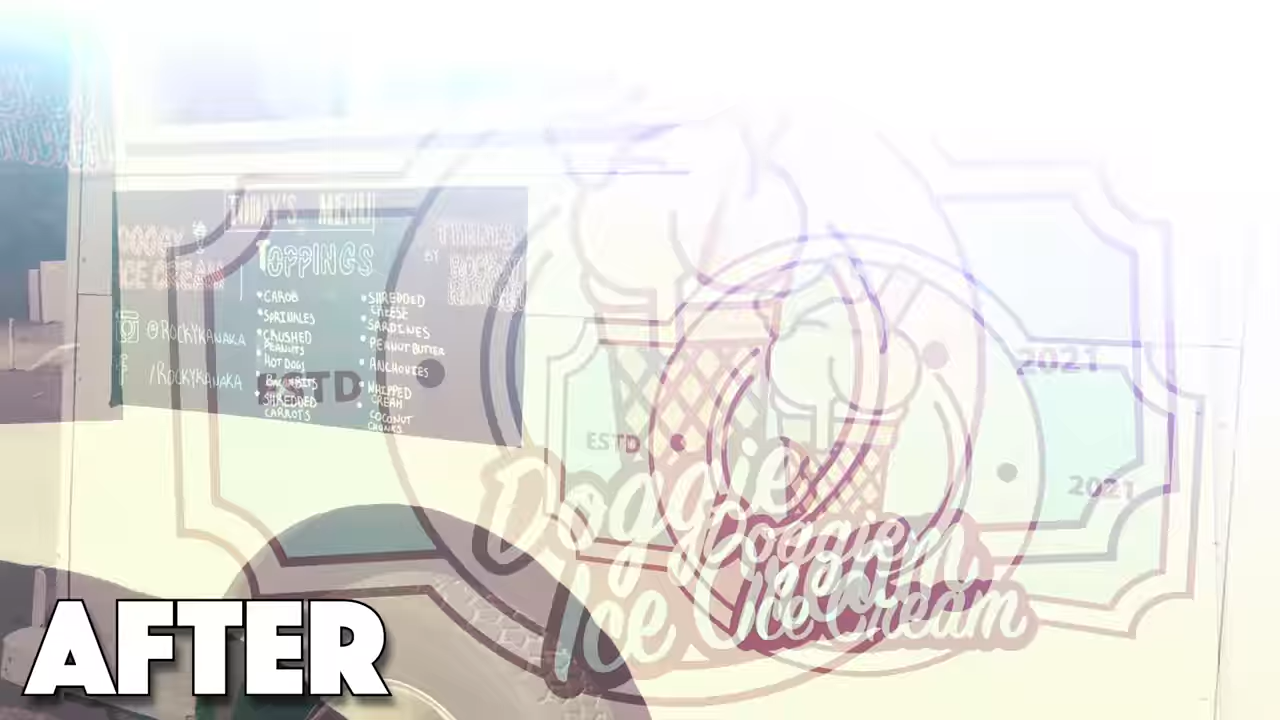 TODAY'S MENU
DOGGY
ICE CREAM
@ROCKYKANAKA
/ROCKYKANAKA
TOPPINGS
•CAROB
•SPRINKLES
•CRUSHED
PEANUTS
•HOT DOGS
•BACON BITS
•SHREDDED
CARROTS
•SHREDDED
CHEESE
•SARDINES
•PEANUT BUTTER
•ANCHOVIES
•WHIPPED
CREAM
•COCONUT
CHUNKS
BY
ESTD
2021
ESTD
2021
Doggie
Ice Cream
Doggie
Ice Cream
AFTER